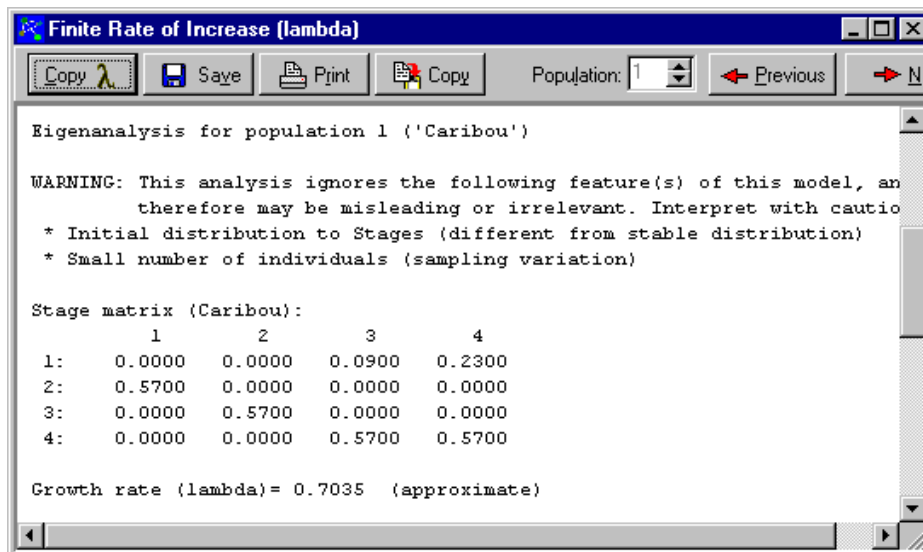 Finite Rate of Increase (lambda)
Copy λ Save Print Copy Population: 1 Previous N
Eigenanalysis for population 1 ('Caribou')
WARNING: This analysis ignores the following feature(s) of this model, an
therefore may be misleading or irrelevant. Interpret with cautio
* Initial distribution to Stages (different from stable distribution)
* Small number of individuals (sampling variation)
Stage matrix (Caribou):
1 2 3 4
1: 0.0000 0.0000 0.0900 0.2300
2: 0.5700 0.0000 0.0000 0.0000
3: 0.0000 0.5700 0.0000 0.0000
4: 0.0000 0.0000 0.5700 0.5700
Growth rate (lambda)= 0.7035 (approximate)